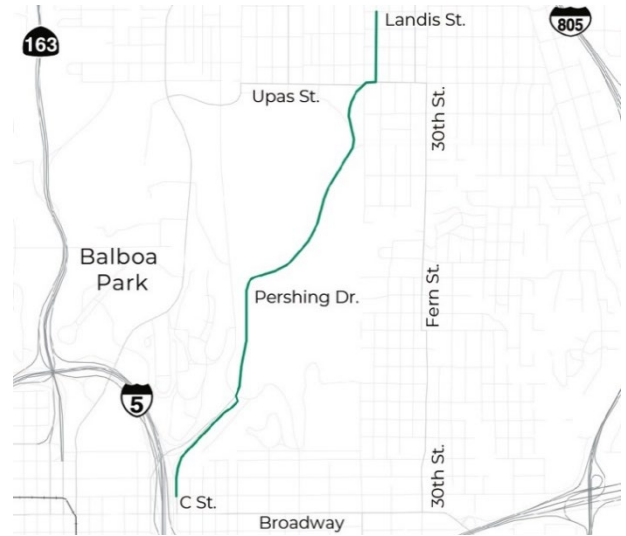 Landis St.
163
805
Upas St.
30th St.
Balboa
Park
Fern St.
Pershing Dr.
5
30th St.
C St.
Broadway